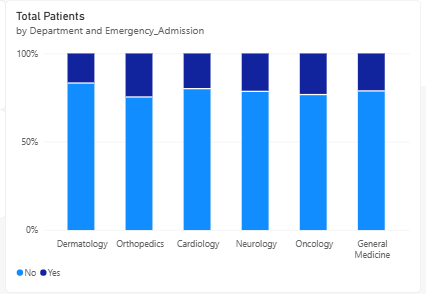 Total Patients
by Department and Emergency_Admission
100%
50%
0%
Dermatology Orthopedics Cardiology Neurology Oncology General
Medicine
No Yes